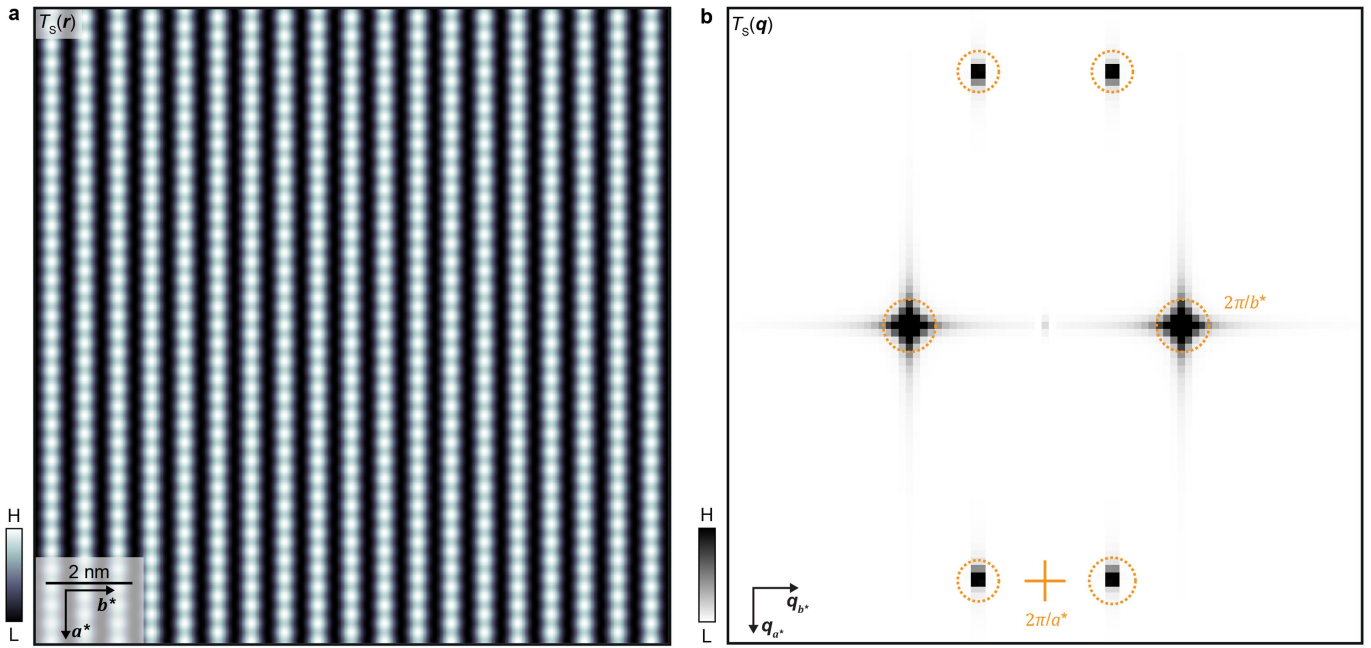 a
T_S(r)
H
L
2 nm
b*
a*
b
T_S(q)
2π/b*
H
L
q_b*
q_a*
2π/a*